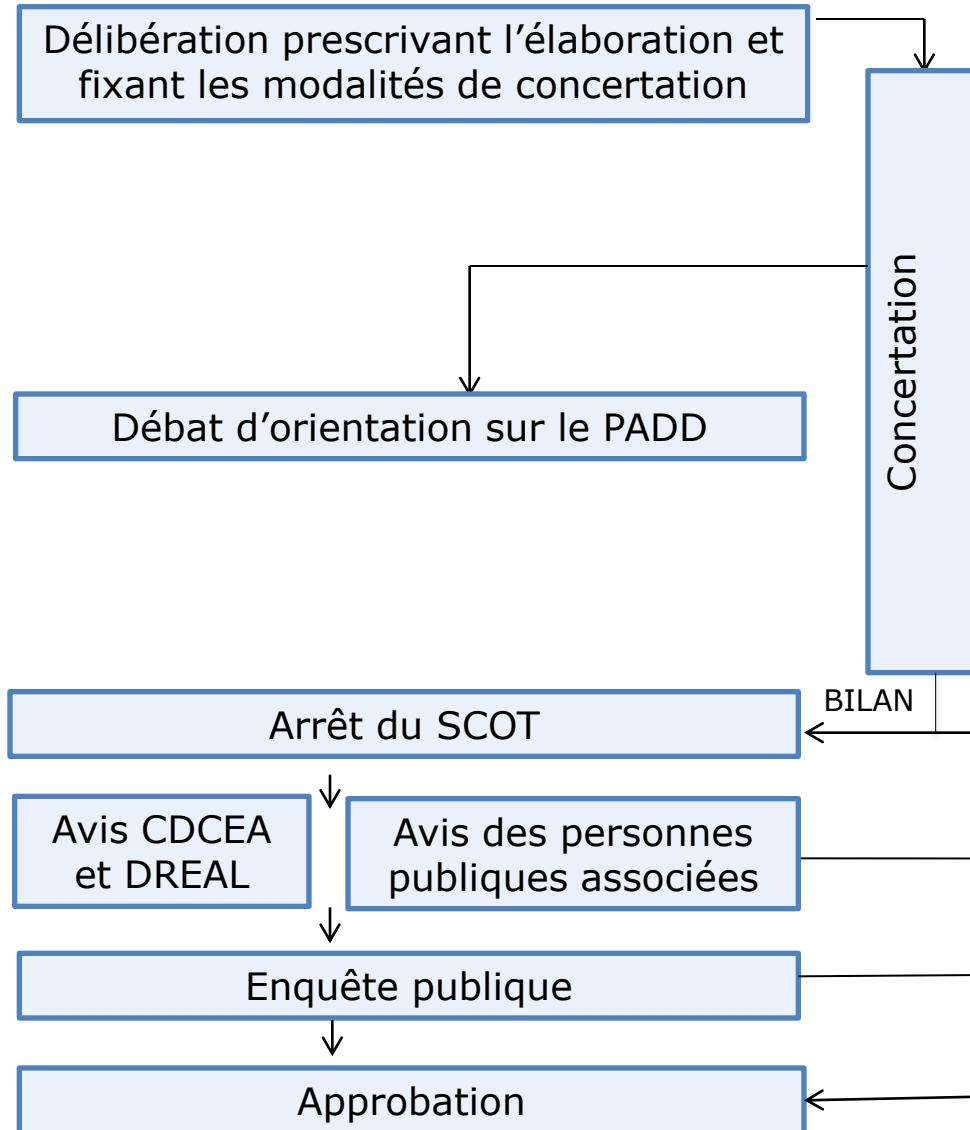 Délibération prescrivant l’élaboration et
fixant les modalités de concertation
Concertation
Débat d’orientation sur le PADD
BILAN
Arrêt du SCOT
Avis CDCEA
et DREAL
Avis des personnes
publiques associées
Enquête publique
Approbation